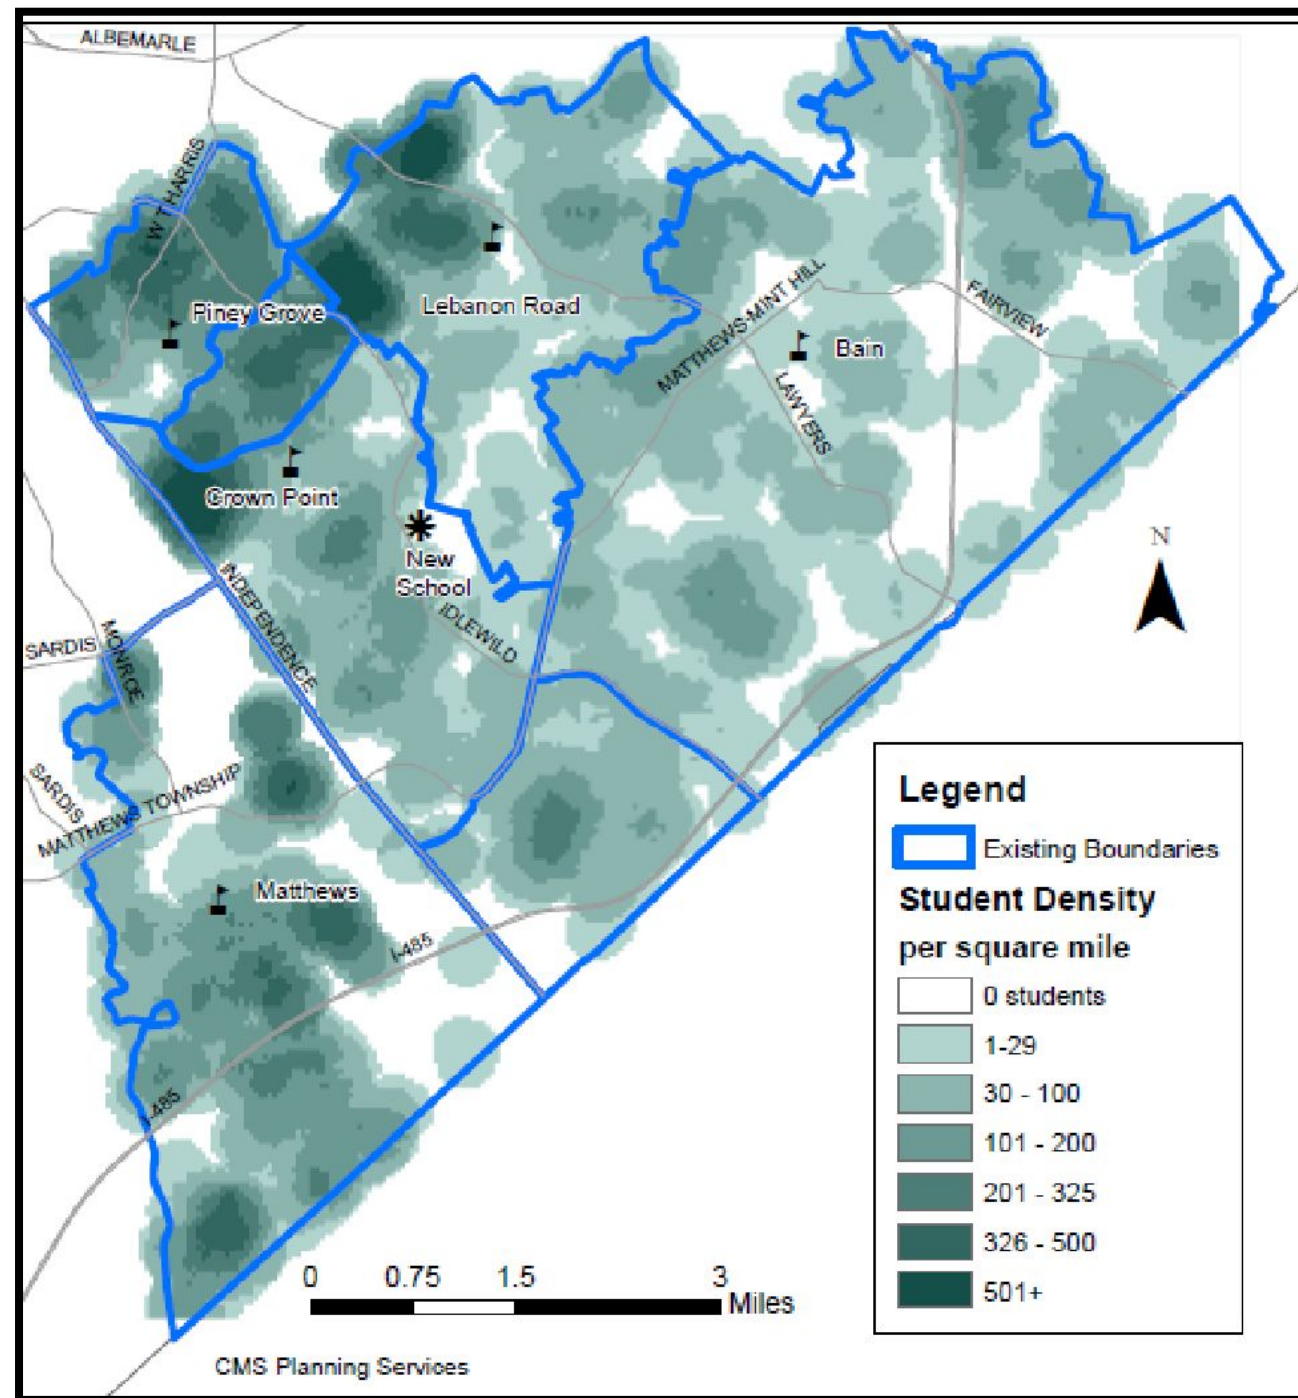 ALBEMARLE
W T HARRIS
Piney Grove
Lebanon Road
MATTHEWS-MINT HILL
FAIRVIEW
Bain
LAWYERS
Crown Point
New
School
N
INDEPENDENCE
IDLEWILD
SARDIS
MONROE
SARDIS
MATTHEWS TOWNSHIP
Matthews
I-485
I-485
Legend
Existing Boundaries
Student Density
per square mile
0 students
1-29
30 - 100
101 - 200
201 - 325
326 - 500
501+
0 0.75 1.5 3
Miles
CMS Planning Services